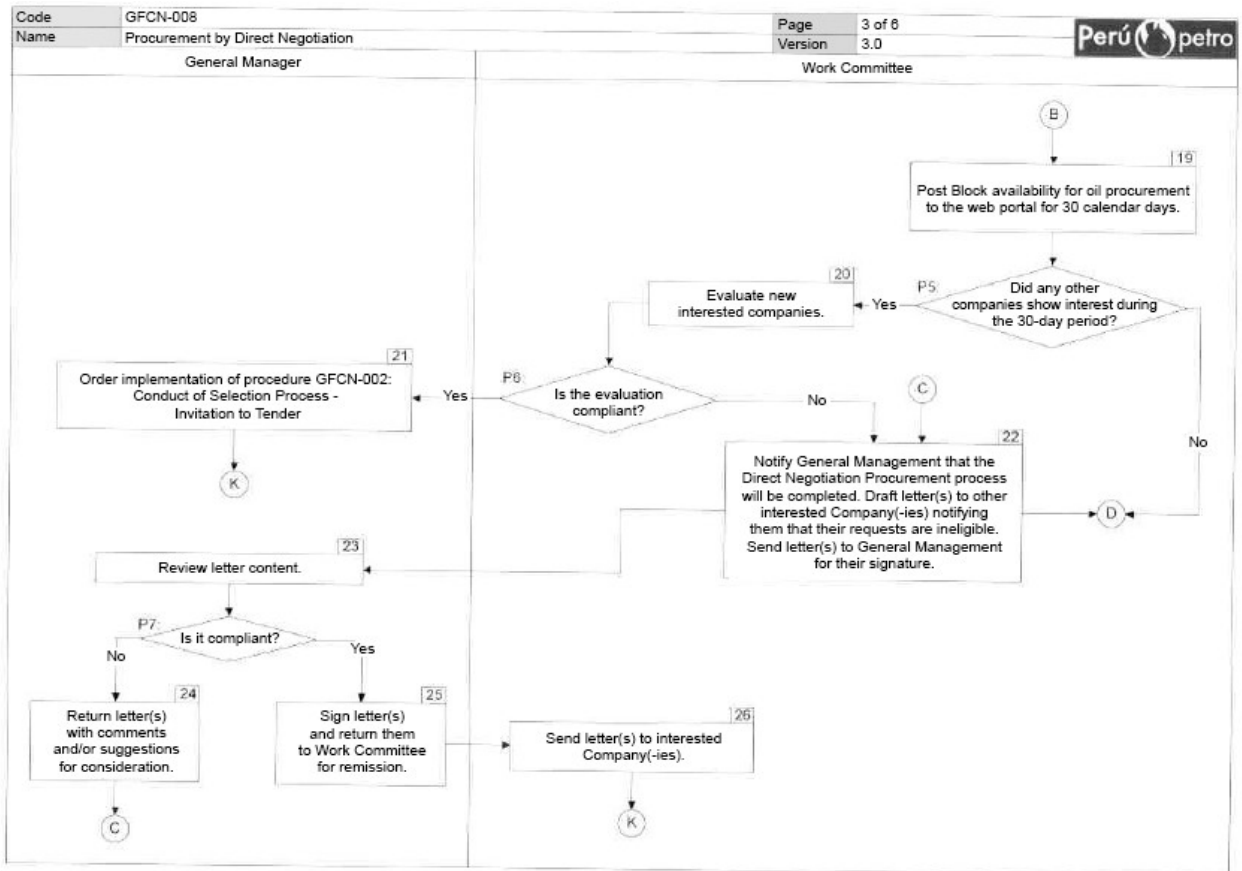 Code GFCN-008
Name Procurement by Direct Negotiation
Page 3 of 6
Version 3.0
Perú petro
General Manager
Work Committee
B
19
Post Block availability for oil procurement
to the web portal for 30 calendar days.
P5:
Did any other
companies show interest during
the 30-day period?
Yes
No
20
Evaluate new
interested companies.
P6:
Is the evaluation
compliant?
Yes
No
21
Order implementation of procedure GFCN-002:
Conduct of Selection Process -
Invitation to Tender
K
C
22
Notify General Management that the
Direct Negotiation Procurement process
will be completed. Draft letter(s) to other
interested Company(-ies) notifying
them that their requests are ineligible.
Send letter(s) to General Management
for their signature.
D
23
Review letter content.
P7:
Is it compliant?
No
Yes
24
Return letter(s)
with comments
and/or suggestions
for consideration.
C
25
Sign letter(s)
and return them
to Work Committee
for remission.
26
Send letter(s) to interested
Company(-ies).
K